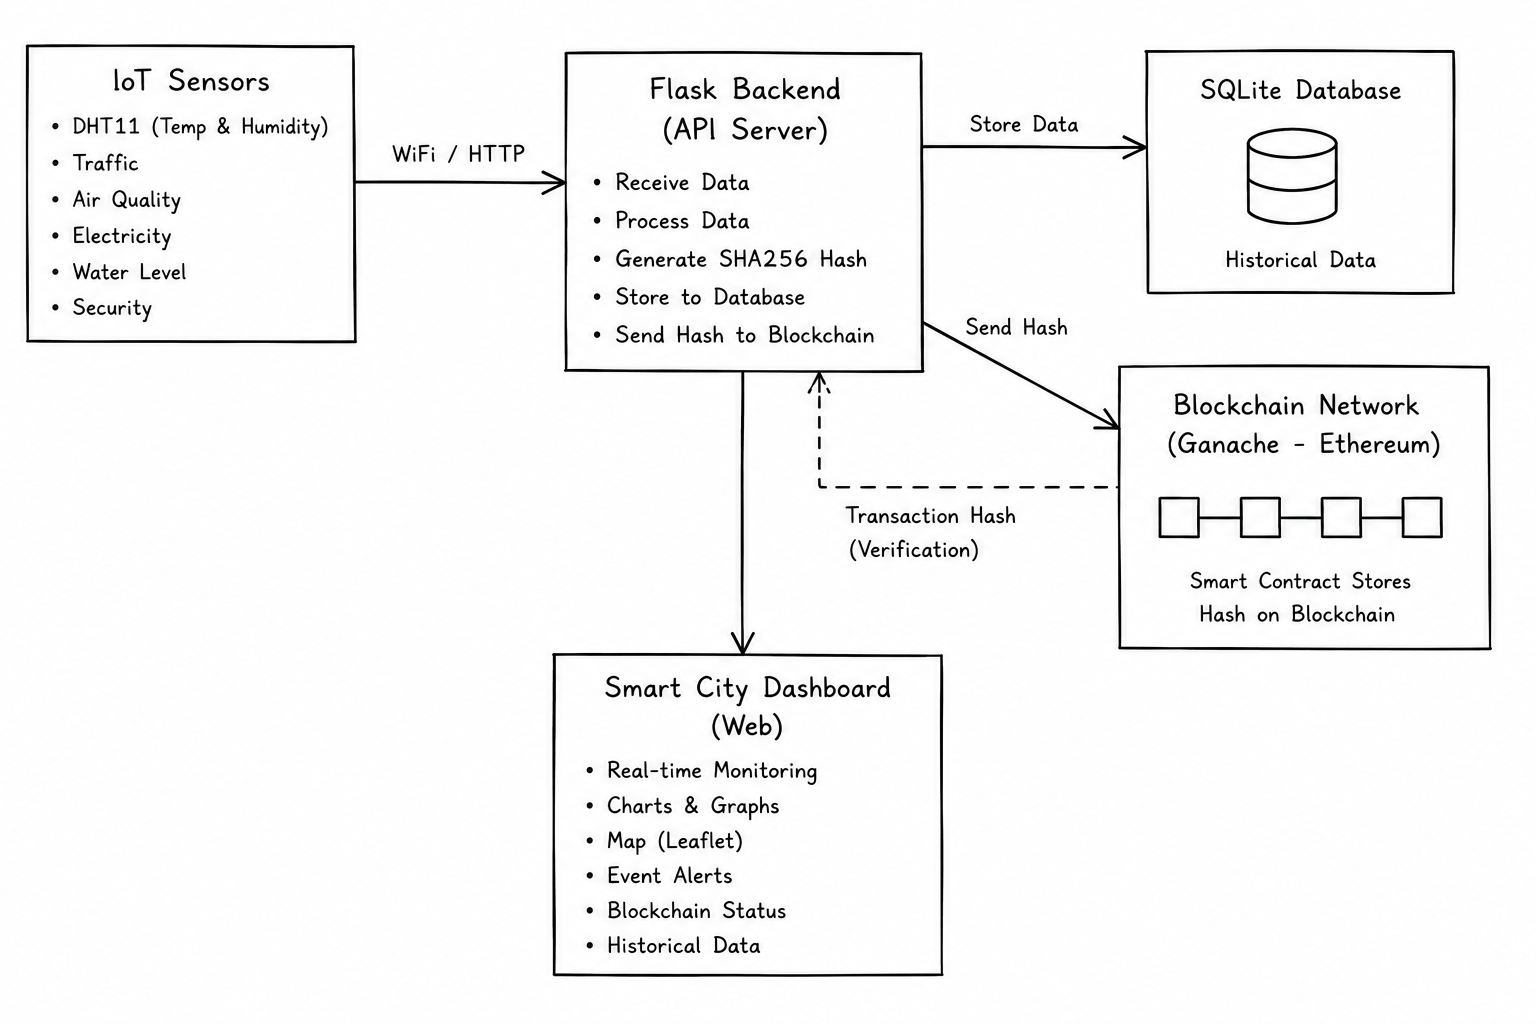 IoT Sensors
• DHT11 (Temp & Humidity)
• Traffic
• Air Quality
• Electricity
• Water Level
• Security
WiFi / HTTP
Flask Backend
(API Server)
• Receive Data
• Process Data
• Generate SHA256 Hash
• Store to Database
• Send Hash to Blockchain
Store Data
SQLite Database
Historical Data
Send Hash
Blockchain Network
(Ganache - Ethereum)
Smart Contract Stores
Hash on Blockchain
Transaction Hash
(Verification)
Smart City Dashboard
(Web)
• Real-time Monitoring
• Charts & Graphs
• Map (Leaflet)
• Event Alerts
• Blockchain Status
• Historical Data